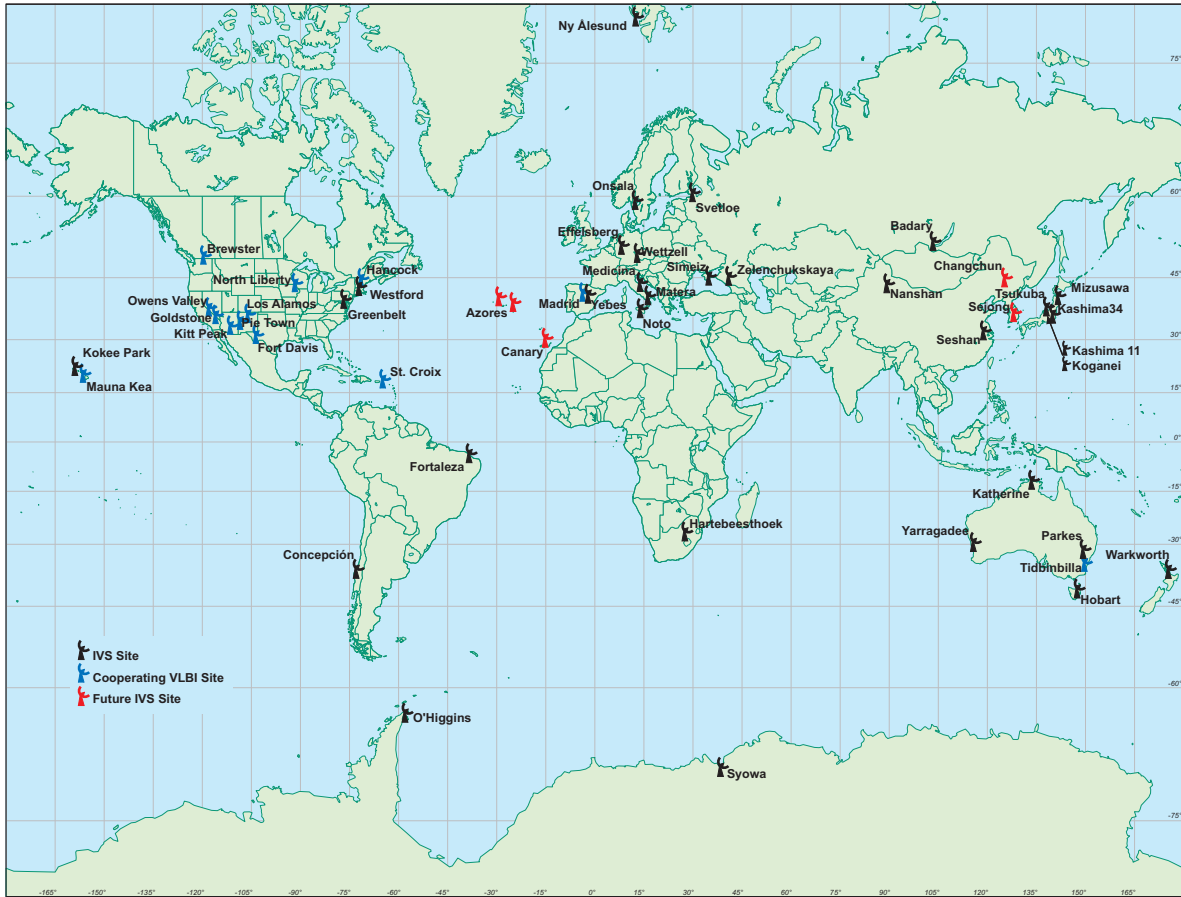 Ny Ålesund
75°
60°
Onsala
Svetloe
Effelsberg
Badary
Brewster
Wettzell
Hancock
Medicina
Simeiz
Zelenchukskaya
Changchun
45°
North Liberty
Westford
Nanshan
Tsukuba
Mizusawa
Owens Valley
Los Alamos
Madrid
Yebes
Matera
Azores
Sejong
Kashima34
Goldstone
Pie Town
Greenbelt
Noto
Kitt Peak
Fort Davis
Canary
Seshan
30°
Kokee Park
Kashima 11
Koganei
Mauna Kea
St. Croix
15°
0°
Fortaleza
Katherine
-15°
Hartebeesthoek
Yarragadee
Parkes
-30°
Concepción
Warkworth
Tidbinbilla
Hobart
-45°
IVS Site
Cooperating VLBI Site
Future IVS Site
-60°
O'Higgins
Syowa
-75°
-165° -150° -135° -120° -105° -90° -75° -60° -45° -30° -15° 0° 15° 30° 45° 60° 75° 90° 105° 120° 135° 150° 165°